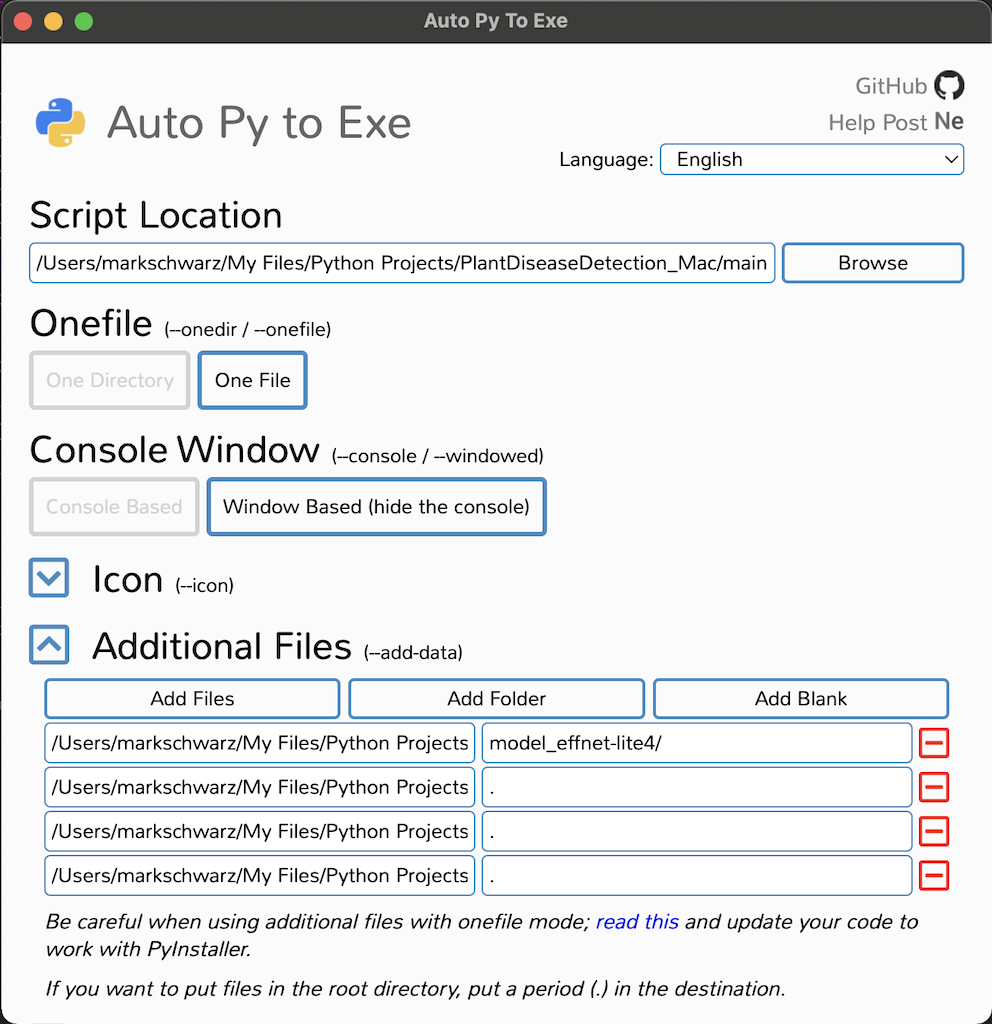 Auto Py To Exe
GitHub
Help Post Ne
Auto Py to Exe
Language: English
Script Location
/Users/markschwarz/My Files/Python Projects/PlantDiseaseDetection_Mac/main
Browse
Onefile (--onedir / --onefile)
One Directory One File
Console Window (--console / --windowed)
Console Based Window Based (hide the console)
Icon (--icon)
Additional Files (--add-data)
Add Files Add Folder Add Blank
/Users/markschwarz/My Files/Python Projects model_effnet-lite4/
/Users/markschwarz/My Files/Python Projects .
/Users/markschwarz/My Files/Python Projects .
/Users/markschwarz/My Files/Python Projects .
Be careful when using additional files with onefile mode; read this and update your code to
work with PyInstaller.
If you want to put files in the root directory, put a period (.) in the destination.